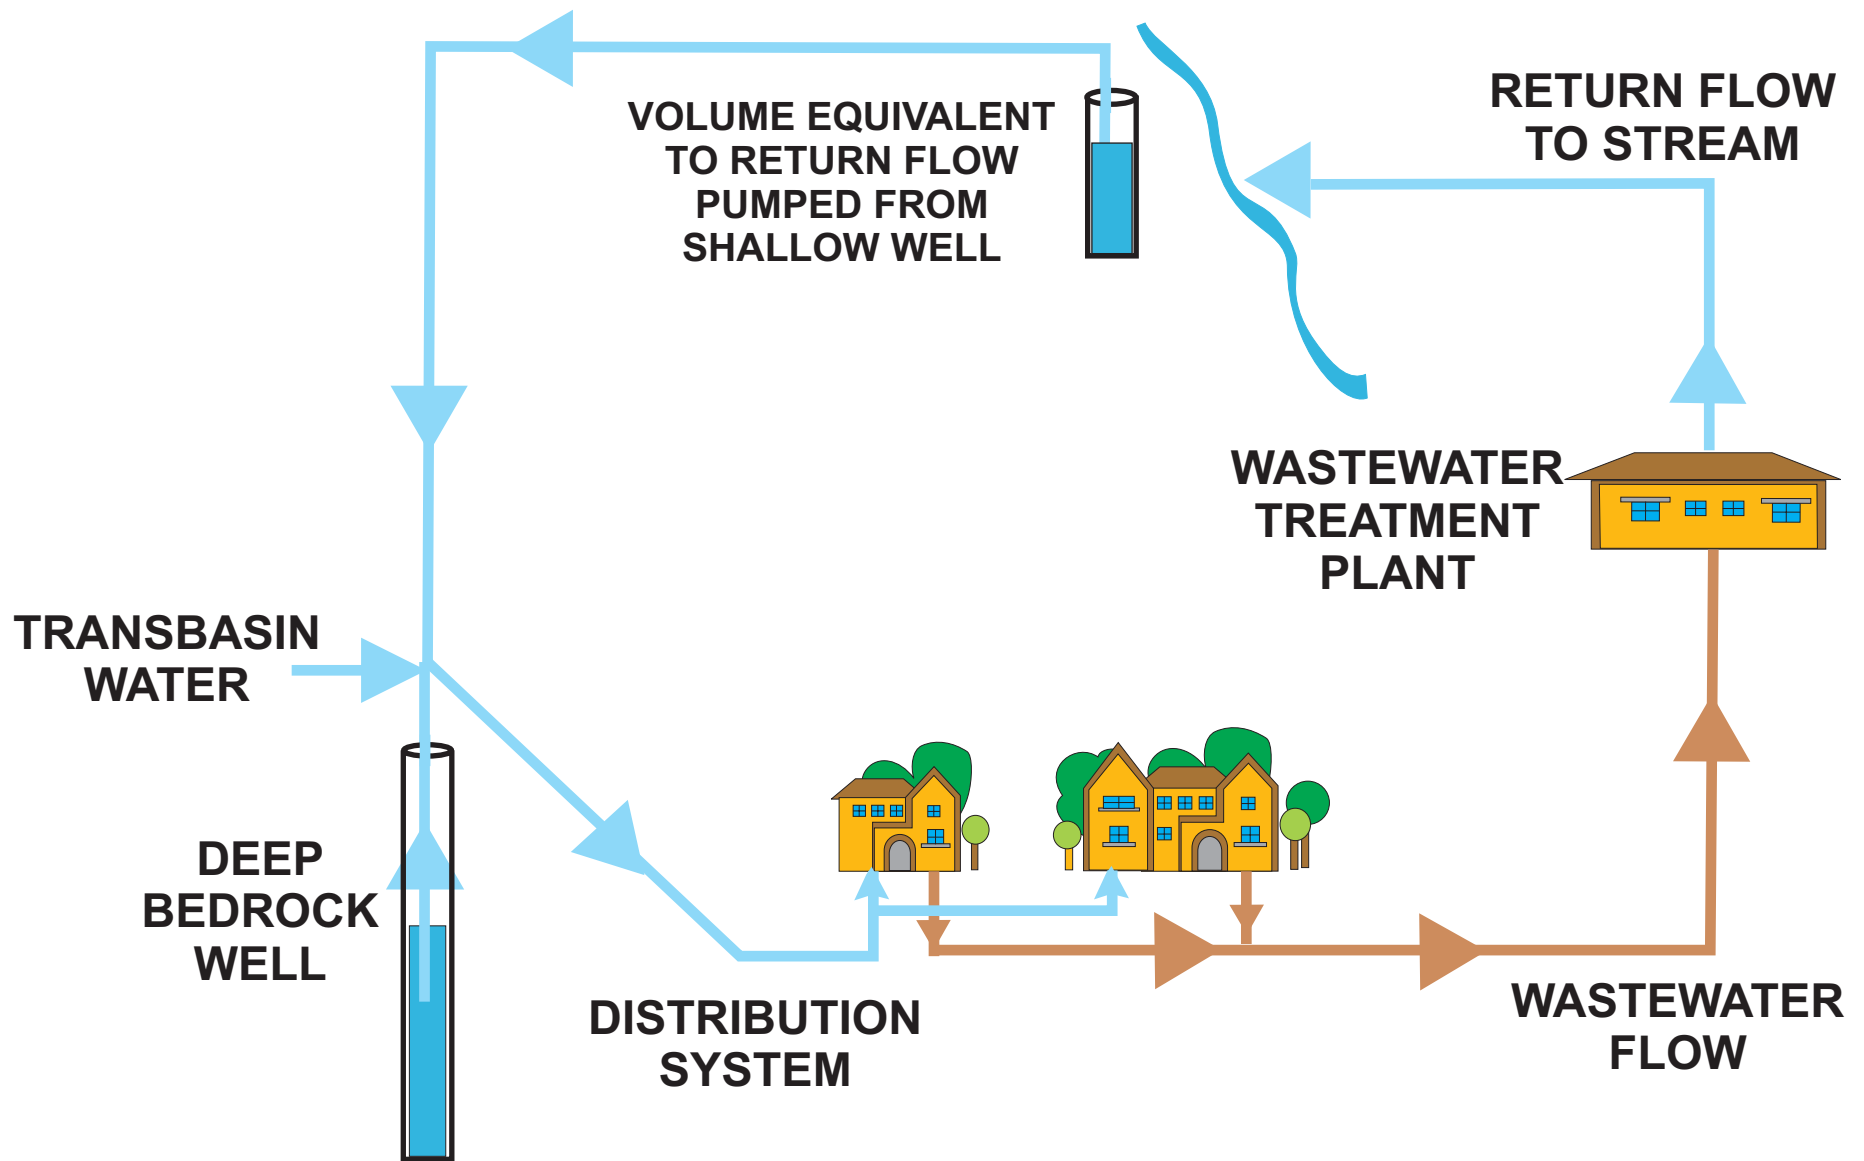 VOLUME EQUIVALENT
TO RETURN FLOW
PUMPED FROM
SHALLOW WELL
RETURN FLOW
TO STREAM
WASTEWATER
TREATMENT
PLANT
TRANSBASIN
WATER
DEEP
BEDROCK
WELL
DISTRIBUTION
SYSTEM
WASTEWATER
FLOW